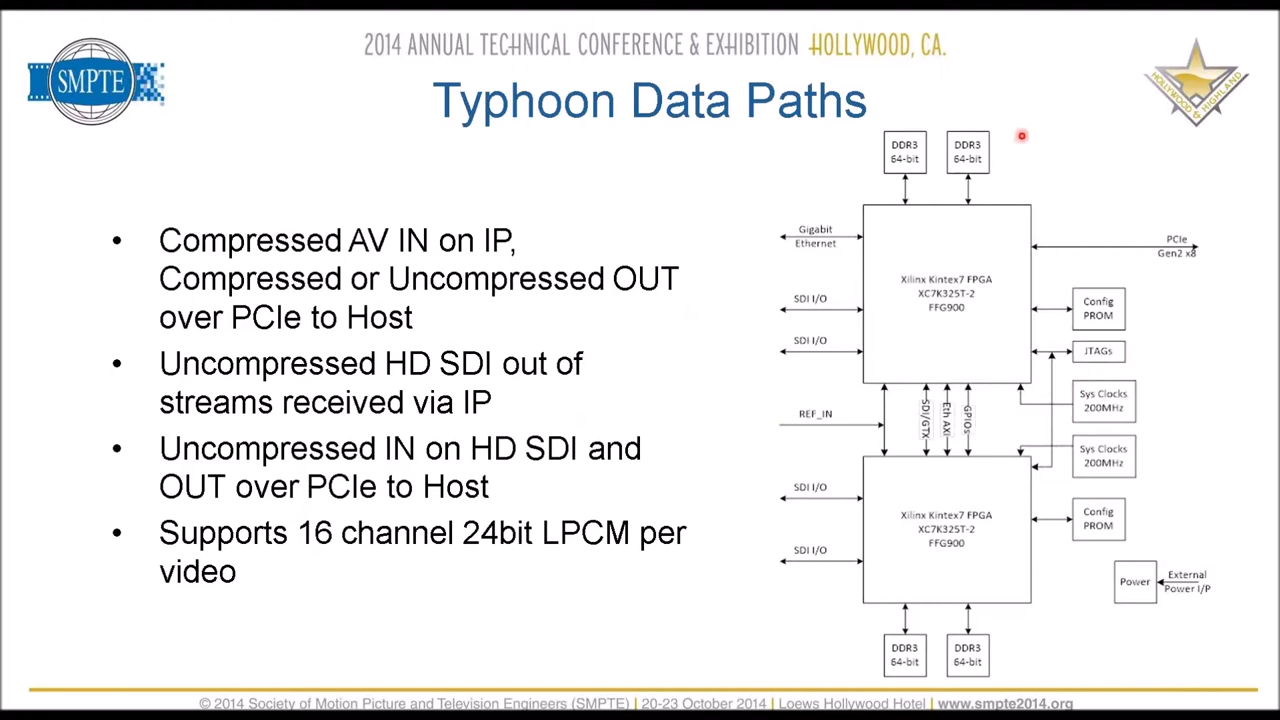 2014 ANNUAL TECHNICAL CONFERENCE & EXHIBITION HOLLYWOOD, CA.
SMPTE
HOLLYWOOD & HIGHLAND
Typhoon Data Paths
• Compressed AV IN on IP,
Compressed or Uncompressed OUT
over PCIe to Host
• Uncompressed HD SDI out of
streams received via IP
• Uncompressed IN on HD SDI and
OUT over PCIe to Host
• Supports 16 channel 24bit LPCM per
video
DDR3
64-bit
DDR3
64-bit
Gigabit
Ethernet
SDI I/O
SDI I/O
Xilinx Kintex7 FPGA
XC7K325T-2
FFG900
PCIe
Gen2 x8
Config
PROM
JTAGs
Sys Clocks
200MHz
REF_IN
SDI/GTX
Eth AXI
GPIOs
Sys Clocks
200MHz
SDI I/O
SDI I/O
Xilinx Kintex7 FPGA
XC7K325T-2
FFG900
Config
PROM
Power
External
Power I/P
DDR3
64-bit
DDR3
64-bit
© 2014 Society of Motion Picture and Television Engineers (SMPTE) | 20-23 October 2014 | Loews Hollywood Hotel | www.smpte2014.org